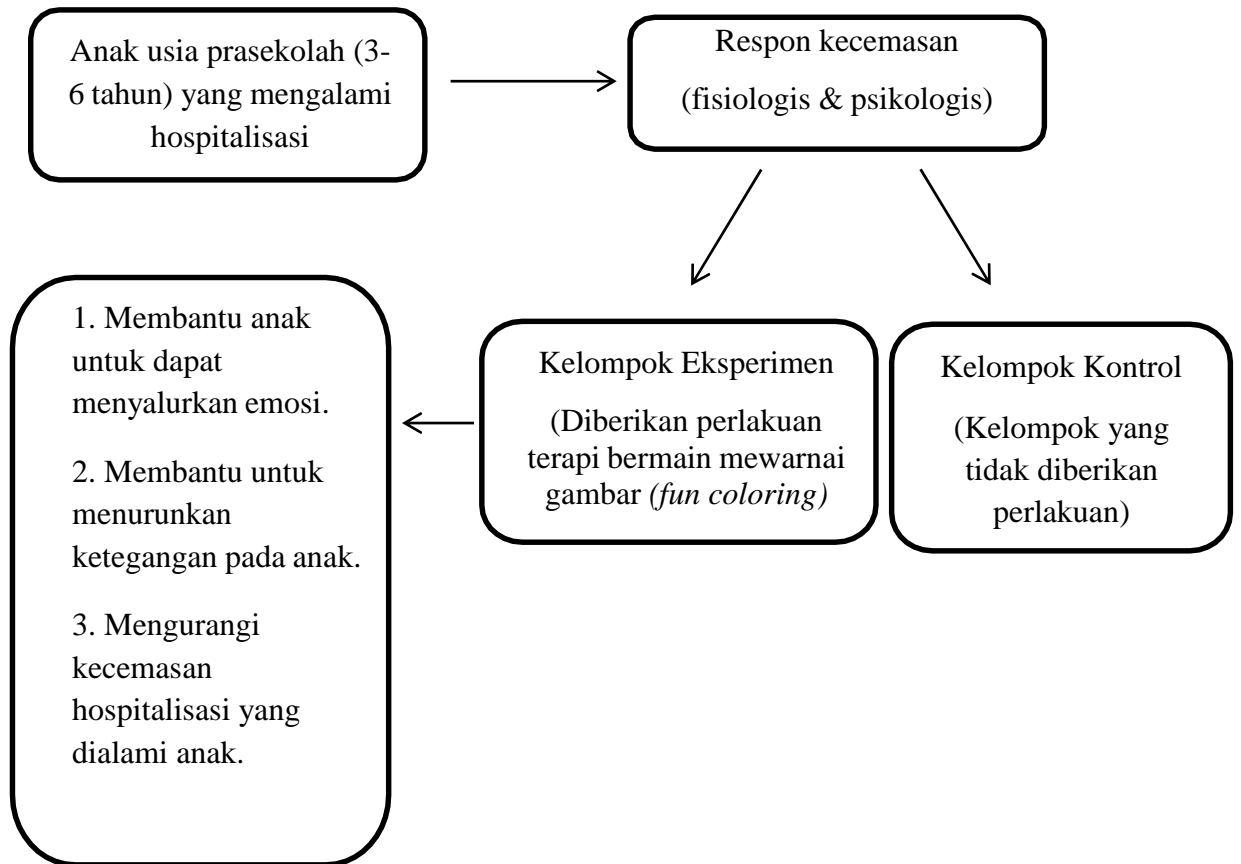 Anak usia prasekolah (3-
6 tahun) yang mengalami
hospitalisasi
Respon kecemasan
(fisiologis & psikologis)
1. Membantu anak
untuk dapat
menyalurkan emosi.
2. Membantu untuk
menurunkan
ketegangan pada anak.
3. Mengurangi
kecemasan
hospitalisasi yang
dialami anak.
Kelompok Eksperimen
(Diberikan perlakuan
terapi bermain mewarnai
gambar (fun coloring)
Kelompok Kontrol
(Kelompok yang
tidak diberikan
perlakuan)